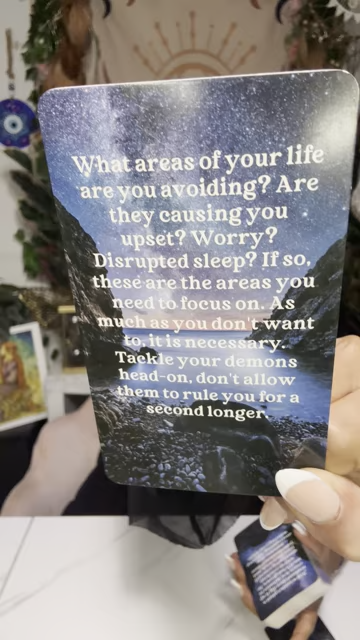 What areas of your life
are you avoiding? Are
they causing you
upset? Worry?
Disrupted sleep? If so,
these are the areas you
need to focus on. As
much as you don't want
to, it is necessary.
Tackle your demons
head-on, don't allow
them to rule you for a
second longer.